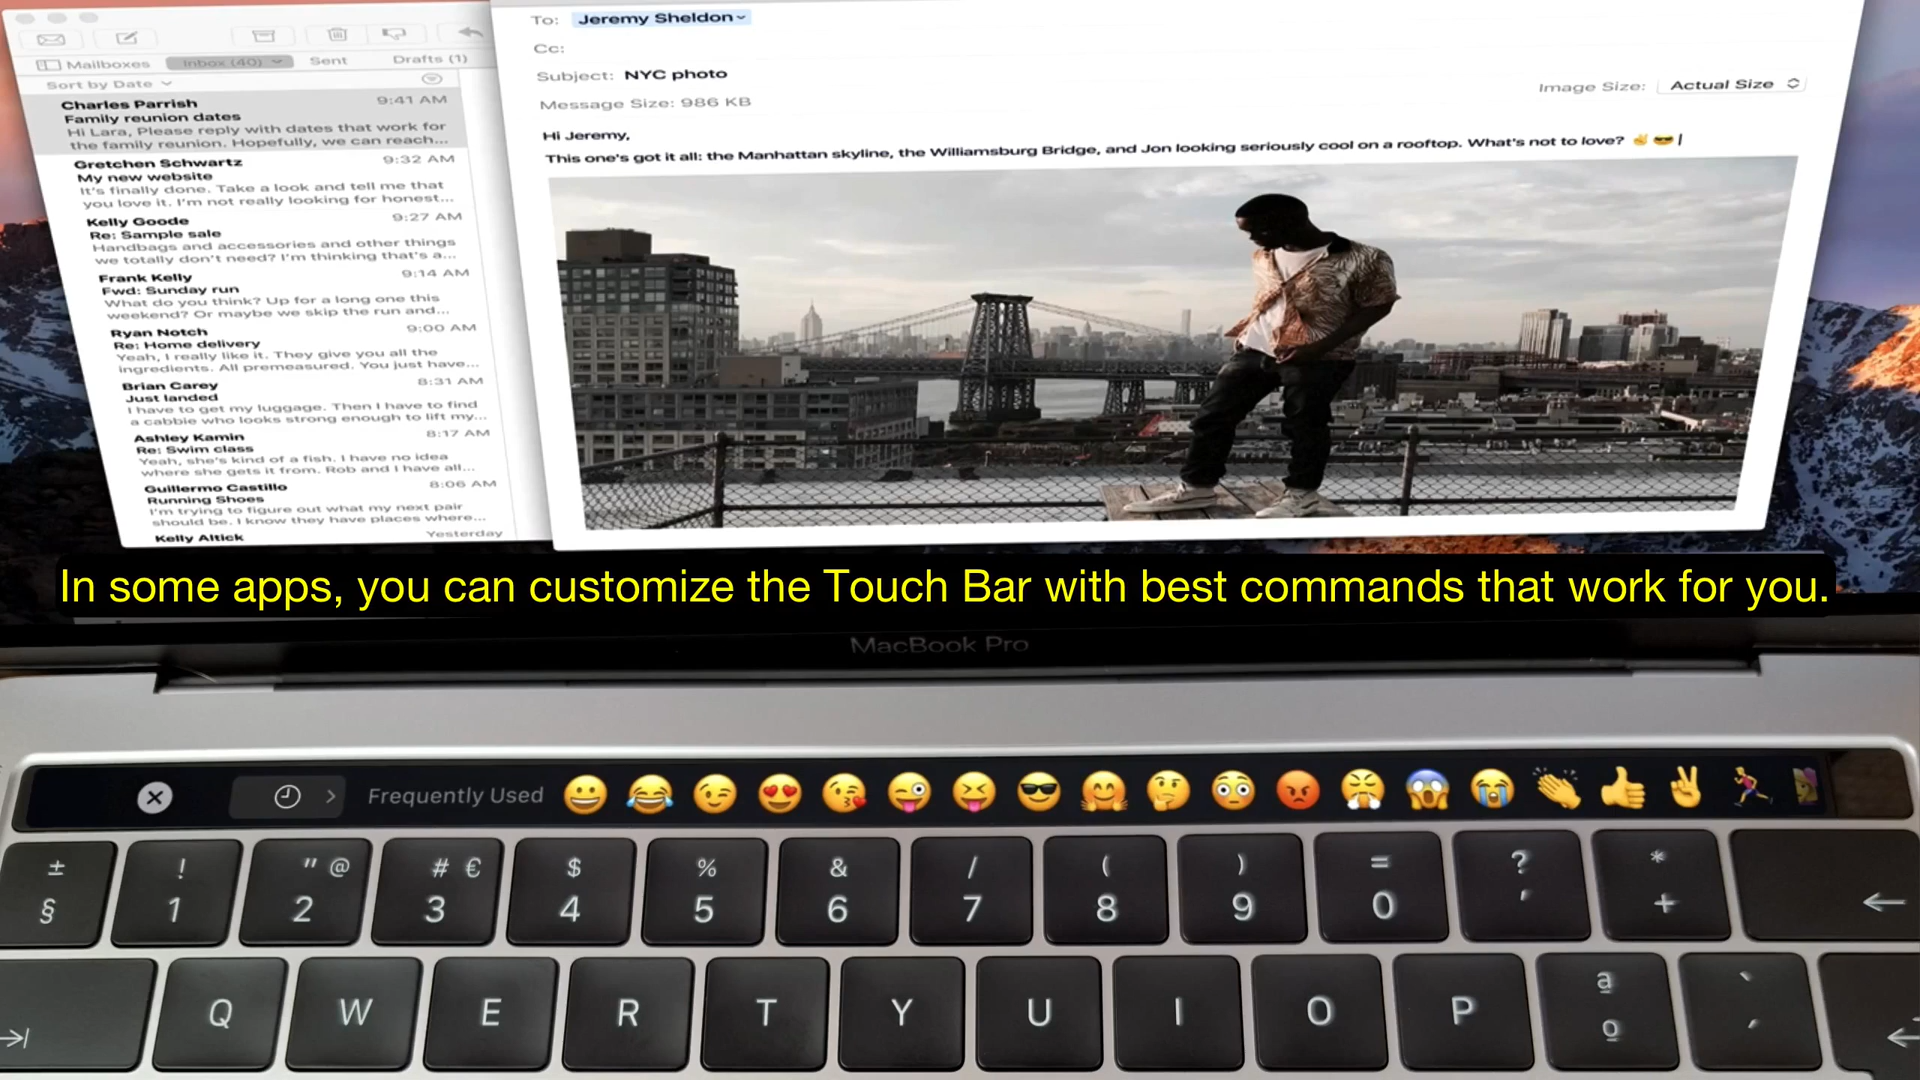 Mailboxes
Inbox (40)
Sent
Drafts (1)
Sort by Date
Charles Parrish 9:41 AM
Family reunion dates
Hi Lara, Please reply with dates that work for
the family reunion. Hopefully, we can reach...
Gretchen Schwartz 9:32 AM
My new website
It's finally done. Take a look and tell me that
you love it. I'm not really looking for honest...
Kelly Goode 9:27 AM
Re: Sample sale
Handbags and accessories and other things
we totally don't need? I'm thinking that's a...
Frank Kelly 9:14 AM
Fwd: Sunday run
What do you think? Up for a long one this
weekend? Or maybe we skip the run and...
Ryan Notch 9:00 AM
Re: Home delivery
Yeah, I really like it. They give you all the
ingredients. All premeasured. You just have...
Brian Carey 8:31 AM
Just landed
I have to get my luggage. Then I have to find
a cabbie who looks strong enough to lift my...
Ashley Kamin 8:17 AM
Re: Swim class
Yeah, she's kind of a fish. I have no idea
where she gets it from. Rob and I have all...
Guillermo Castillo 8:06 AM
Running Shoes
I'm trying to figure out what my next pair
should be. I know they have places where...
Kelly Altick Yesterday
To: Jeremy Sheldon
Cc:
Subject: NYC photo
Message Size: 986 KB
Image Size: Actual Size
Hi Jeremy,
This one's got it all: the Manhattan skyline, the Williamsburg Bridge, and Jon looking seriously cool on a rooftop. What's not to love? ✌️😎
In some apps, you can customize the Touch Bar with best commands that work for you.
MacBook Pro
Frequently Used
± ! " @ # € $ % & / ( ) = ? *
§ 1 2 3 4 5 6 7 8 9 0 ' +
Q W E R T Y U I O P ª º ` ´